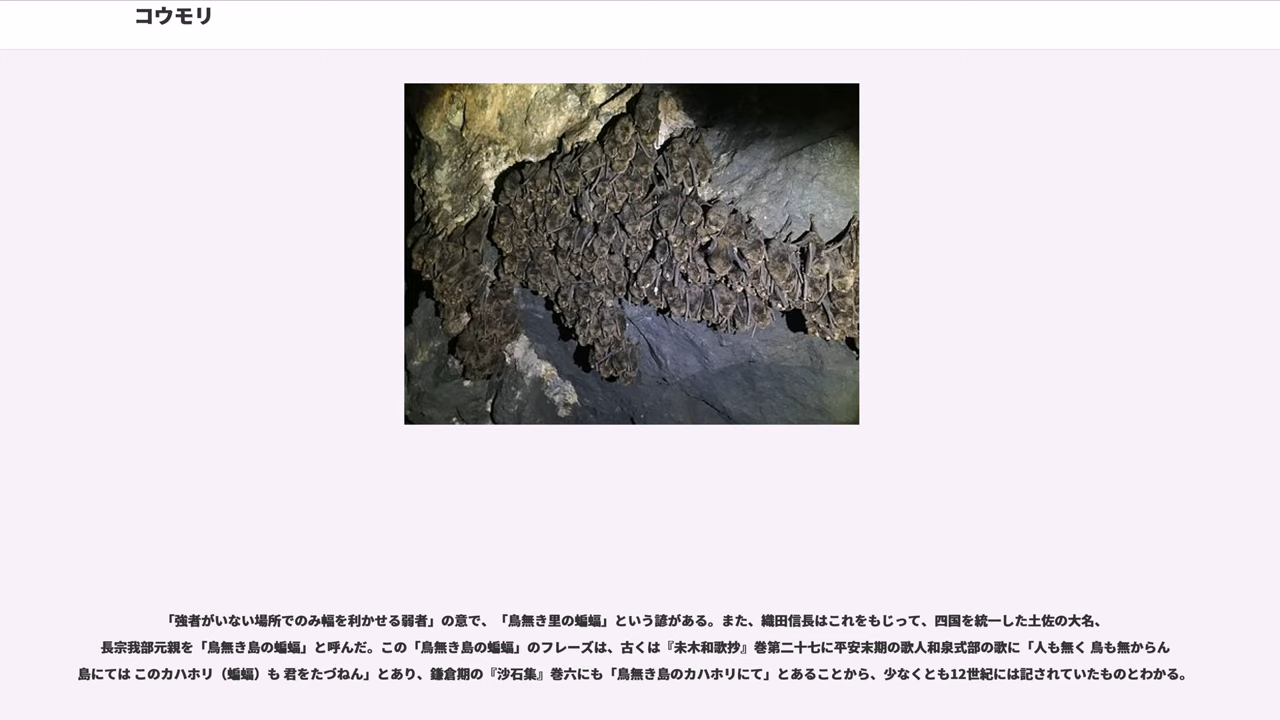 コウモリ
「強者がいない場所でのみ幅を利かせる弱者」の意で、「鳥無き里の蝙蝠」という諺がある。また、織田信長はこれをもじって、四国を統一した土佐の大名、
長宗我部元親を「鳥無き島の蝙蝠」と呼んだ。この「鳥無き島の蝙蝠」のフレーズは、古くは『未木和歌抄』巻第二十七に平安末期の歌人和泉式部の歌に「人も無く 鳥も無からん
島にては このカハホリ（蝙蝠）も 君をたづねん」とあり、鎌倉期の『沙石集』巻六にも「鳥無き島のカハホリにて」とあることから、少なくとも12世紀には記されていたものとわかる。